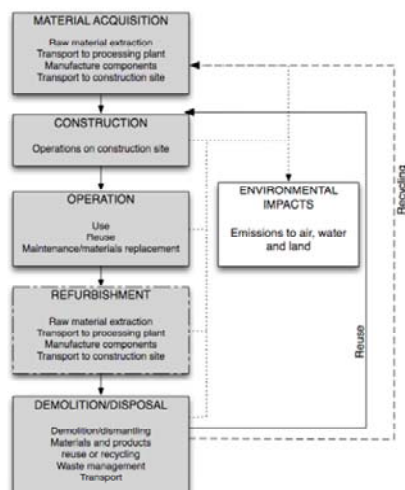 MATERIAL ACQUISITION
Raw material extraction
Transport to processing plant
Manufacture components
Transport to construction site
CONSTRUCTION
Operations on construction site
OPERATION
Use
Reuse
Maintenance/materials replacement
REFURBISHMENT
Raw material extraction
Transport to processing plant
Manufacture components
Transport to construction site
DEMOLITION/DISPOSAL
Demolition/dismantling
Materials and products
reuse or recycling
Waste management
Transport
ENVIRONMENTAL
IMPACTS
Emissions to air, water
and land
Reuse
Recycling